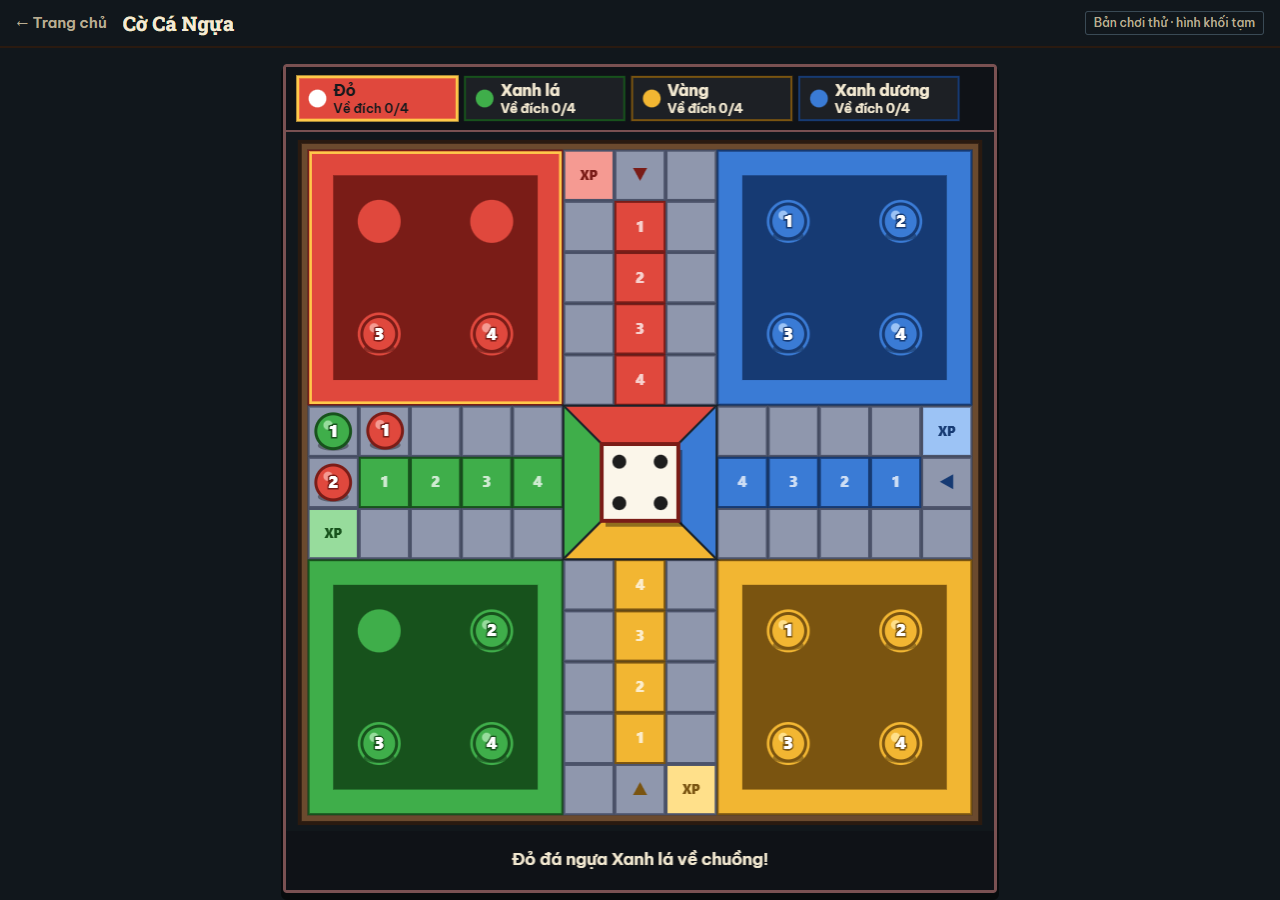 ← Trang chủ Cờ Cá Ngựa Bản chơi thử · hình khối tạm
Đỏ Xanh lá Vàng Xanh dương
Về đích 0/4 Về đích 0/4 Về đích 0/4 Về đích 0/4
XP
1 2
1
2
3
3 4 3 4
4
1 1 XP
2 1 2 3 4 4 3 2 1
XP
4
2 1 2
3
2
1
3 4 3 4
XP
Đỏ đá ngựa Xanh lá về chuồng!